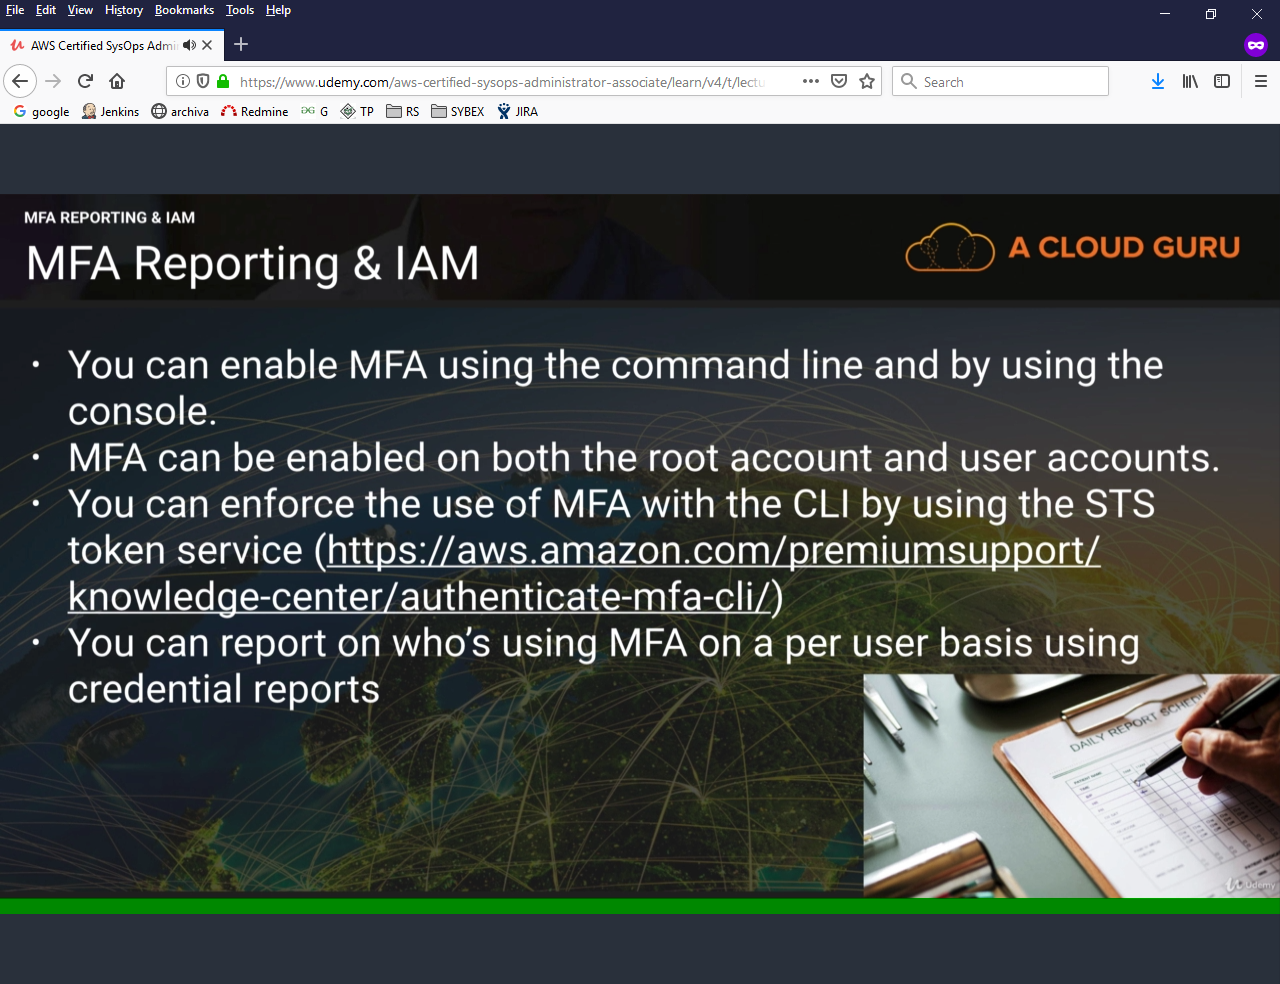 File Edit View History Bookmarks Tools Help
AWS Certified SysOps Admi
https://www.udemy.com/aws-certified-sysops-administrator-associate/learn/v4/t/lectu
Search
google Jenkins archiva Redmine G TP RS SYBEX JIRA
MFA REPORTING & IAM
MFA Reporting & IAM
A CLOUD GURU
• You can enable MFA using the command line and by using the
console.
• MFA can be enabled on both the root account and user accounts.
• You can enforce the use of MFA with the CLI by using the STS
token service (https://aws.amazon.com/premiumsupport/
knowledge-center/authenticate-mfa-cli/)
• You can report on who’s using MFA on a per user basis using
credential reports
DAILY REPORT
Udemy